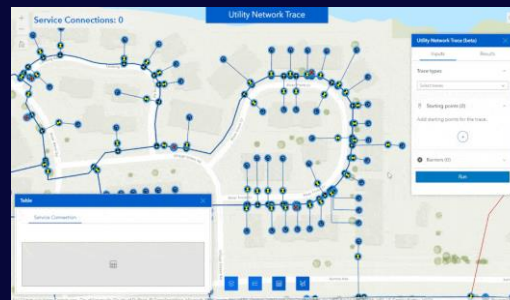 Service Connections: 0
Utility Network Trace
Utility Network Trace (beta)
Inputs
Results
Trace types
Starting points (0)
Add starting points for the trace.
Barriers (0)
Run
Table
Service Connection